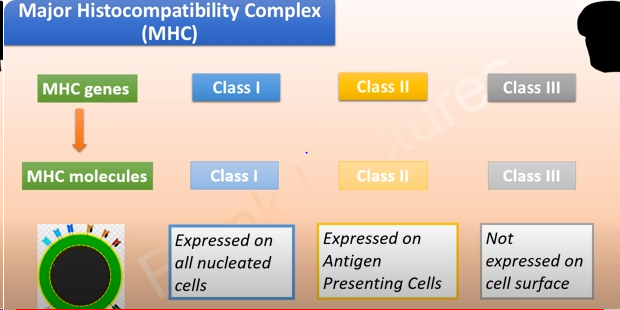 Major Histocompatibility Complex
(MHC)
MHC genes
Class I
Class II
Class III
MHC molecules
Class I
Class II
Class III
Expressed on
all nucleated
cells
Expressed on
Antigen
Presenting Cells
Not
expressed on
cell surface